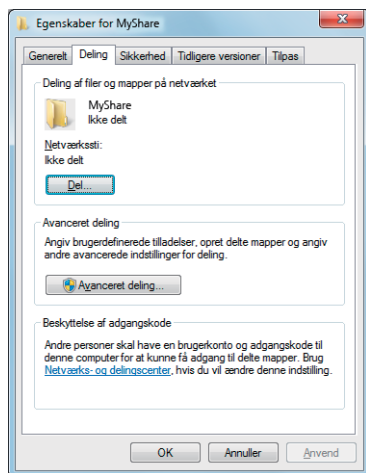 Egenskaber for MyShare
Generelt Deling Sikkerhed Tidligere versioner Tilpas
Deling af filer og mapper på netværket
MyShare
Ikke delt
Netværkssti:
Ikke delt
Del...
Avanceret deling
Angiv brugerdefinerede tilladelser, opret delte mapper og angiv
andre avancerede indstillinger for deling.
Avanceret deling...
Beskyttelse af adgangskode
Andre personer skal have en brugerkonto og adgangskode til
denne computer for at kunne få adgang til delte mapper. Brug
Netværks- og delingscenter, hvis du vil ændre denne indstilling.
OK Annuller Anvend